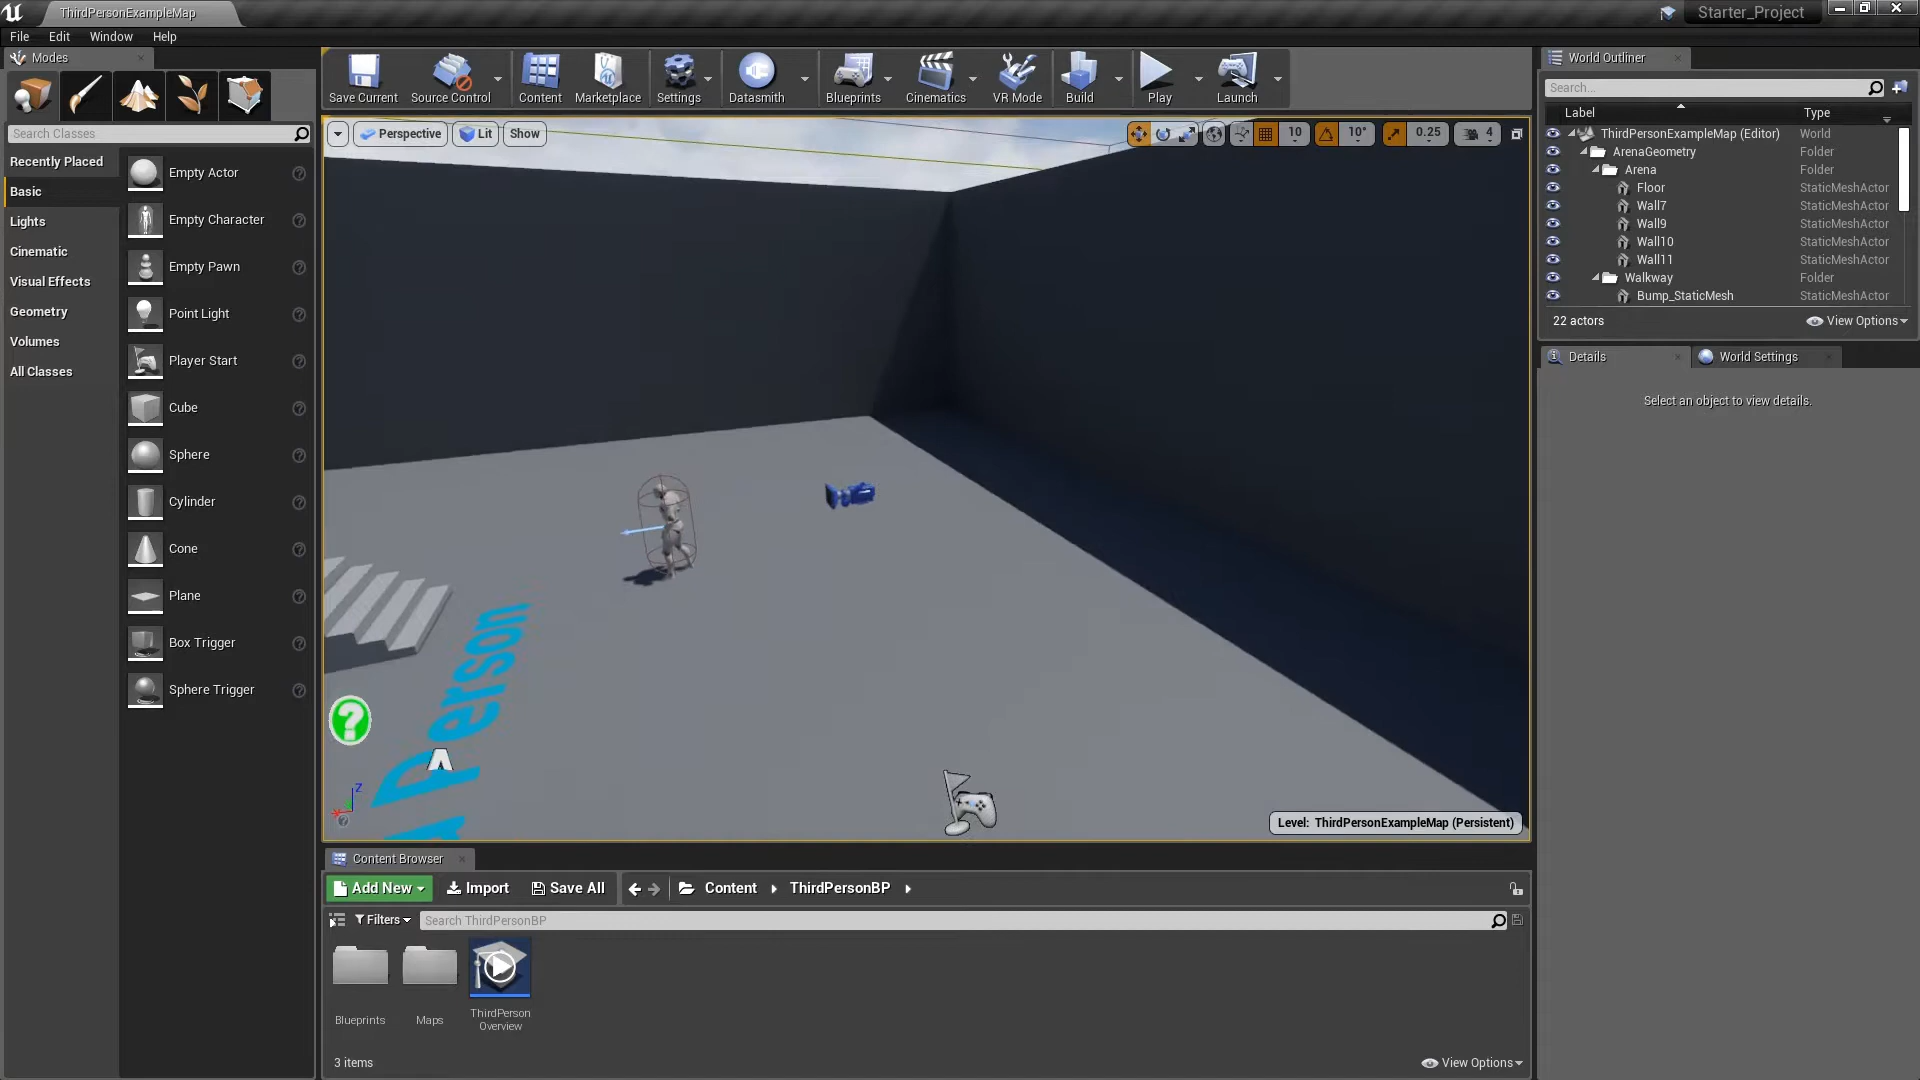 ThirdPersonExampleMap
Starter_Project
File Edit Window Help
Modes
Search Classes
Recently Placed
Basic
Lights
Cinematic
Visual Effects
Geometry
Volumes
All Classes
Empty Actor
Empty Character
Empty Pawn
Point Light
Player Start
Cube
Sphere
Cylinder
Cone
Plane
Box Trigger
Sphere Trigger
Save Current Source Control Content Marketplace Settings Datasmith Blueprints Cinematics VR Mode Build Play Launch
Perspective Lit Show
10 10° 0.25 4
Person
Z
Level: ThirdPersonExampleMap (Persistent)
Content Browser
Add New Import Save All Content ThirdPersonBP
Filters Search ThirdPersonBP
Blueprints
Maps
ThirdPerson
Overview
3 items
View Options
World Outliner
Search...
Label Type
ThirdPersonExampleMap (Editor) World
ArenaGeometry Folder
Arena Folder
Floor StaticMeshActor
Wall7 StaticMeshActor
Wall9 StaticMeshActor
Wall10 StaticMeshActor
Wall11 StaticMeshActor
Walkway Folder
Bump_StaticMesh StaticMeshActor
22 actors
View Options
Details World Settings
Select an object to view details.